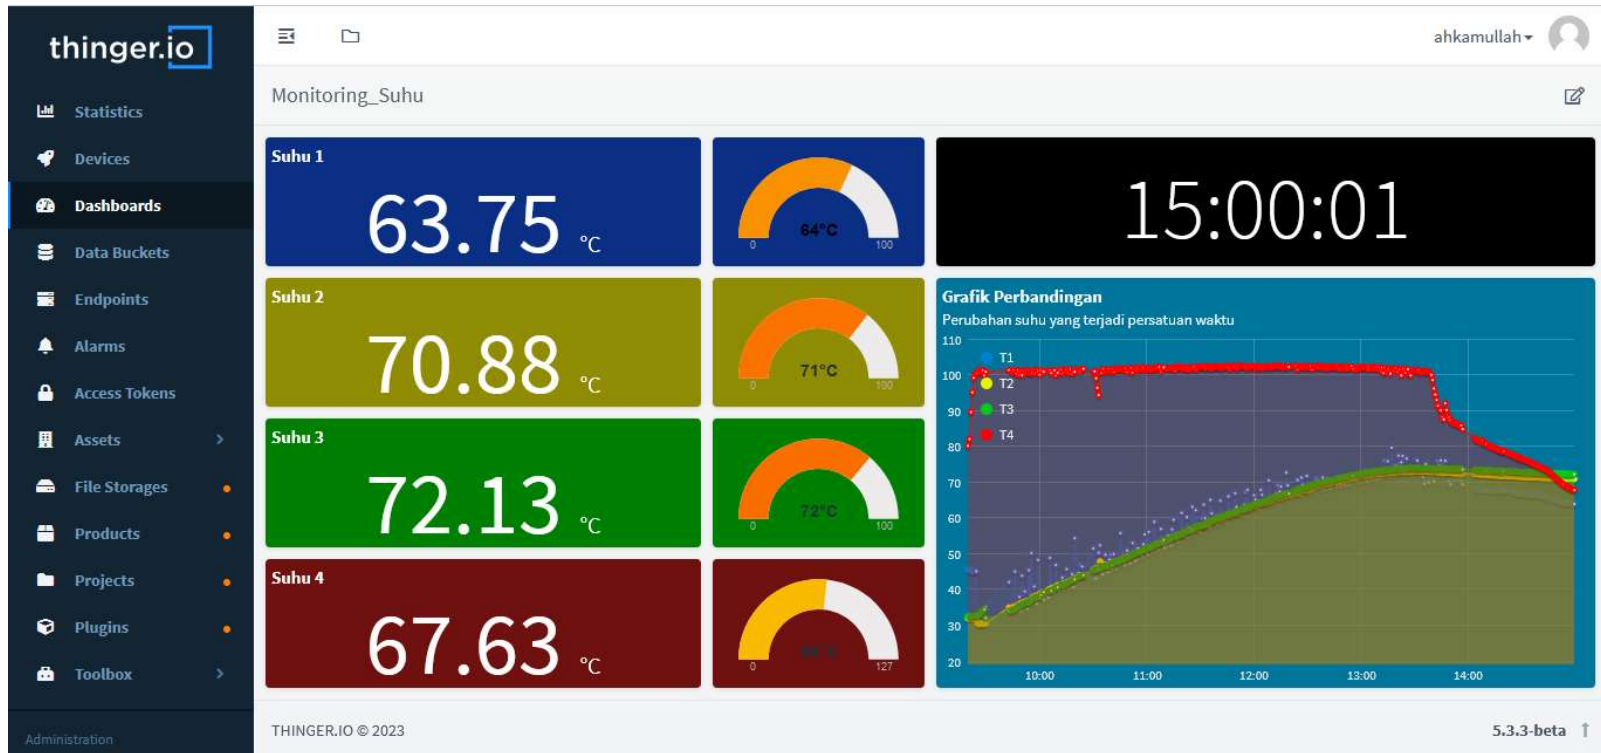 thinger.io
ahkamullah
Monitoring_Suhu
Statistics
Devices
Dashboards
Data Buckets
Endpoints
Alarms
Access Tokens
Assets
File Storages
Products
Projects
Plugins
Toolbox
Administration
Suhu 1
63.75 °C
64°C
0 100
15:00:01
Suhu 2
70.88 °C
71°C
0 100
Suhu 3
72.13 °C
72°C
0 100
Suhu 4
67.63 °C
0 127
Grafik Perbandingan
Perubahan suhu yang terjadi persatuan waktu
110
100
90
80
70
60
50
40
30
20
T1
T2
T3
T4
10:00 11:00 12:00 13:00 14:00
THINGER.IO © 2023
5.3.3-beta